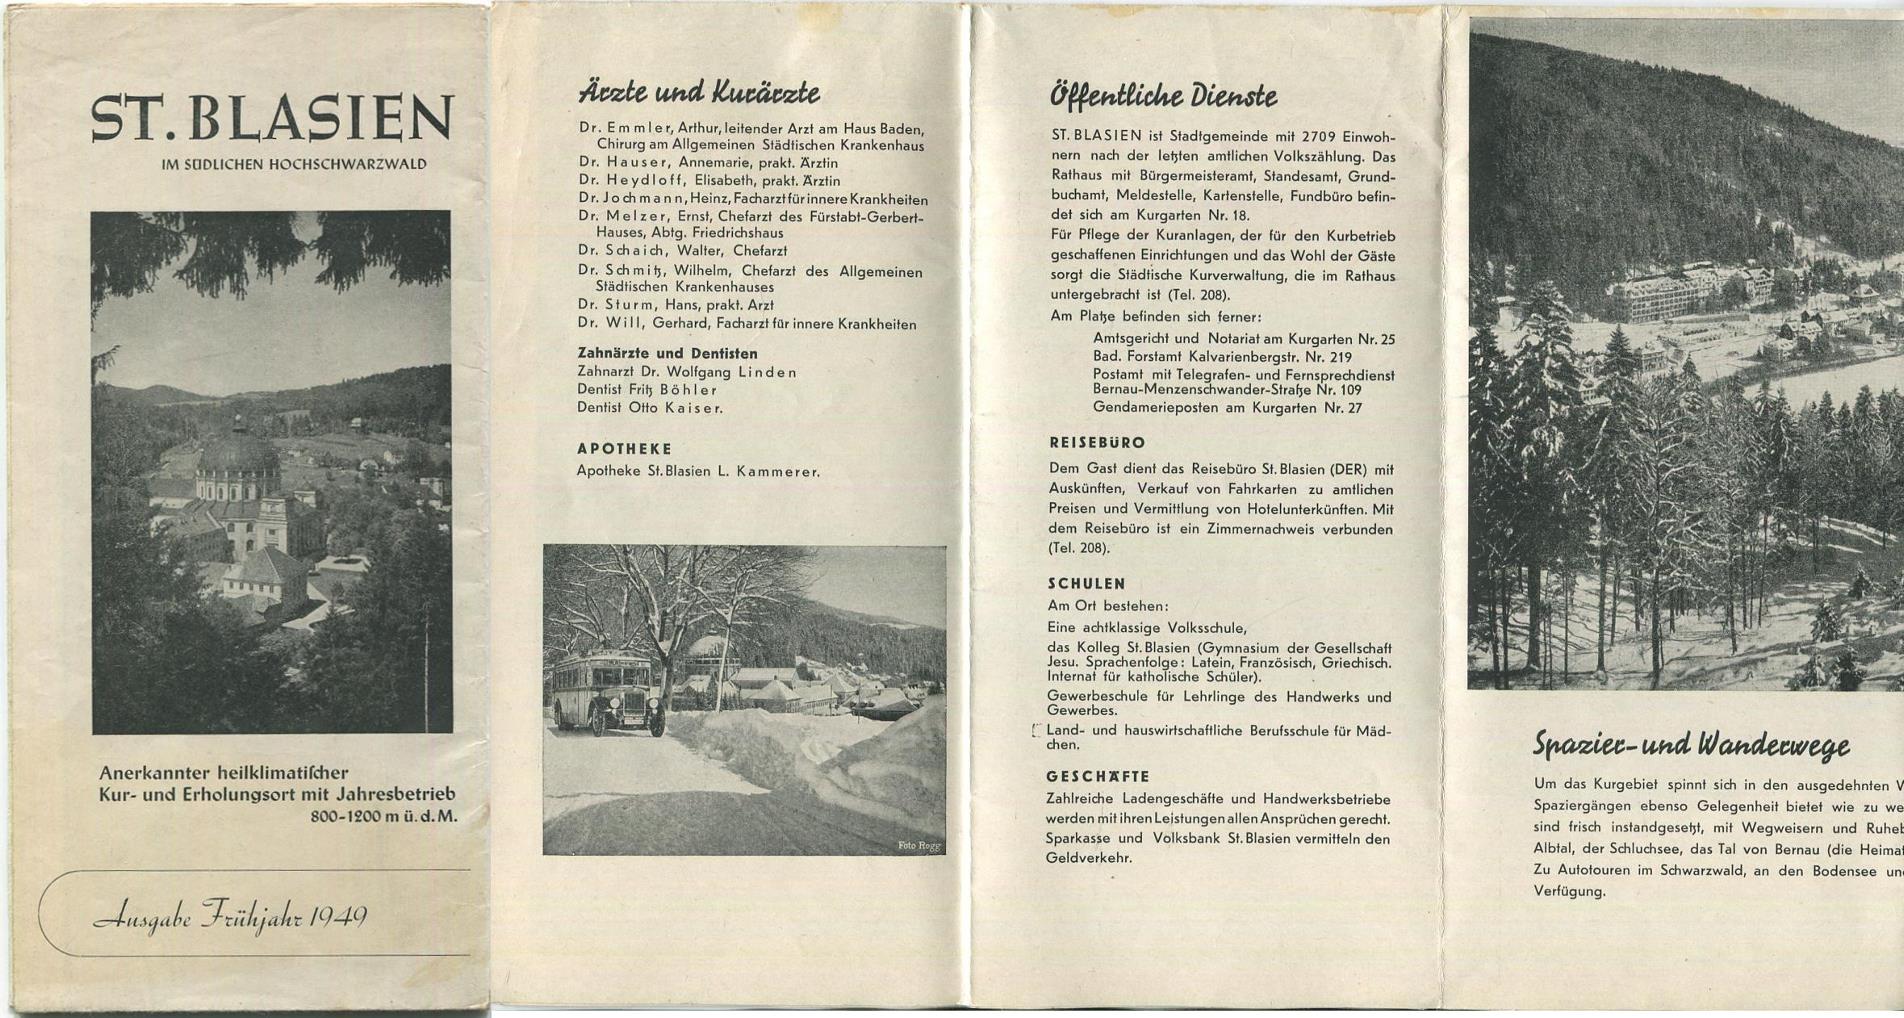 ST. BLASIEN
IM SÜDLICHEN HOCHSCHWARZWALD
Anerkannter heilklimatiſcher
Kur- und Erholungsort mit Jahresbetrieb
800-1200 m ü. d. M.
Ausgabe Frühjahr 1949
Ärzte und Kurärzte
Dr. Emmler, Arthur, leitender Arzt am Haus Baden,
Chirurg am Allgemeinen Städtischen Krankenhaus
Dr. Hauser, Annemarie, prakt. Ärztin
Dr. Heydloff, Elisabeth, prakt. Ärztin
Dr. Jochmann, Heinz, Facharzt für innere Krankheiten
Dr. Melzer, Ernst, Chefarzt des Fürstabt-Gerbert-
Hauses, Abtg. Friedrichshaus
Dr. Schaich, Walter, Chefarzt
Dr. Schmitz, Wilhelm, Chefarzt des Allgemeinen
Städtischen Krankenhauses
Dr. Sturm, Hans, prakt. Arzt
Dr. Will, Gerhard, Facharzt für innere Krankheiten
Zahnärzte und Dentisten
Zahnarzt Dr. Wolfgang Linden
Dentist Fritz Böhler
Dentist Otto Kaiser.
APOTHEKE
Apotheke St. Blasien L. Kammerer.
Foto Rogg
Öffentliche Dienste
ST. BLASIEN ist Stadtgemeinde mit 2709 Einwoh-
nern nach der letzten amtlichen Volkszählung. Das
Rathaus mit Bürgermeisteramt, Standesamt, Grund-
buchamt, Meldestelle, Kartenstelle, Fundbüro befin-
det sich am Kurgarten Nr. 18.
Für Pflege der Kuranlagen, der für den Kurbetrieb
geschaffenen Einrichtungen und das Wohl der Gäste
sorgt die Städtische Kurverwaltung, die im Rathaus
untergebracht ist (Tel. 208).
Am Platze befinden sich ferner:
Amtsgericht und Notariat am Kurgarten Nr. 25
Bad. Forstamt Kalvarienbergstr. Nr. 219
Postamt mit Telegrafen- und Fernsprechdienst
Bernau-Menzenschwander-Straße Nr. 109
Gendamerieposten am Kurgarten Nr. 27
REISEBÜRO
Dem Gast dient das Reisebüro St. Blasien (DER) mit
Auskünften, Verkauf von Fahrkarten zu amtlichen
Preisen und Vermittlung von Hotelunterkünften. Mit
dem Reisebüro ist ein Zimmernachweis verbunden
(Tel. 208).
SCHULEN
Am Ort bestehen:
Eine achtklassige Volksschule,
das Kolleg St. Blasien (Gymnasium der Gesellschaft
Jesu. Sprachenfolge: Latein, Französisch, Griechisch.
Internat für katholische Schüler).
Gewerbeschule für Lehrlinge des Handwerks und
Gewerbes.
Land- und hauswirtschaftliche Berufsschule für Mäd-
chen.
GESCHÄFTE
Zahlreiche Ladengeschäfte und Handwerksbetriebe
werden mit ihren Leistungen allen Ansprüchen gerecht.
Sparkasse und Volksbank St. Blasien vermitteln den
Geldverkehr.
Spazier- und Wanderwege
Um das Kurgebiet spinnt sich in den ausgedehnten
Spaziergängen ebenso Gelegenheit bietet wie zu we
sind frisch instandgesetzt, mit Wegweisern und Ruheb
Albtal, der Schluchsee, das Tal von Bernau (die Heimat
Zu Autotouren im Schwarzwald, an den Bodensee und
Verfügung.